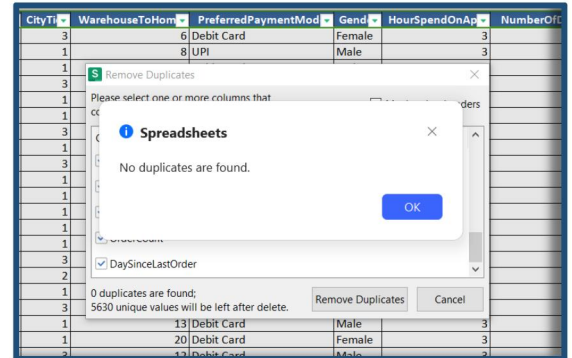 CityTi WarehouseToHom PreferredPaymentMod Gend HourSpendOnAp NumberOfD
3 6 Debit Card Female 3
1 8 UPI Male 3
1
S Remove Duplicates
3
1 Please select one or more columns that
1
3 Spreadsheets
1
3 No duplicates are found.
1
1
1 OK
1
1 OrderCount
3 DaySinceLastOrder
2
1 0 duplicates are found;
3 5630 unique values will be left after delete. Remove Duplicates Cancel
1 13 Debit Card Male 3
1 20 Debit Card Female 3
12 Debit Card Male